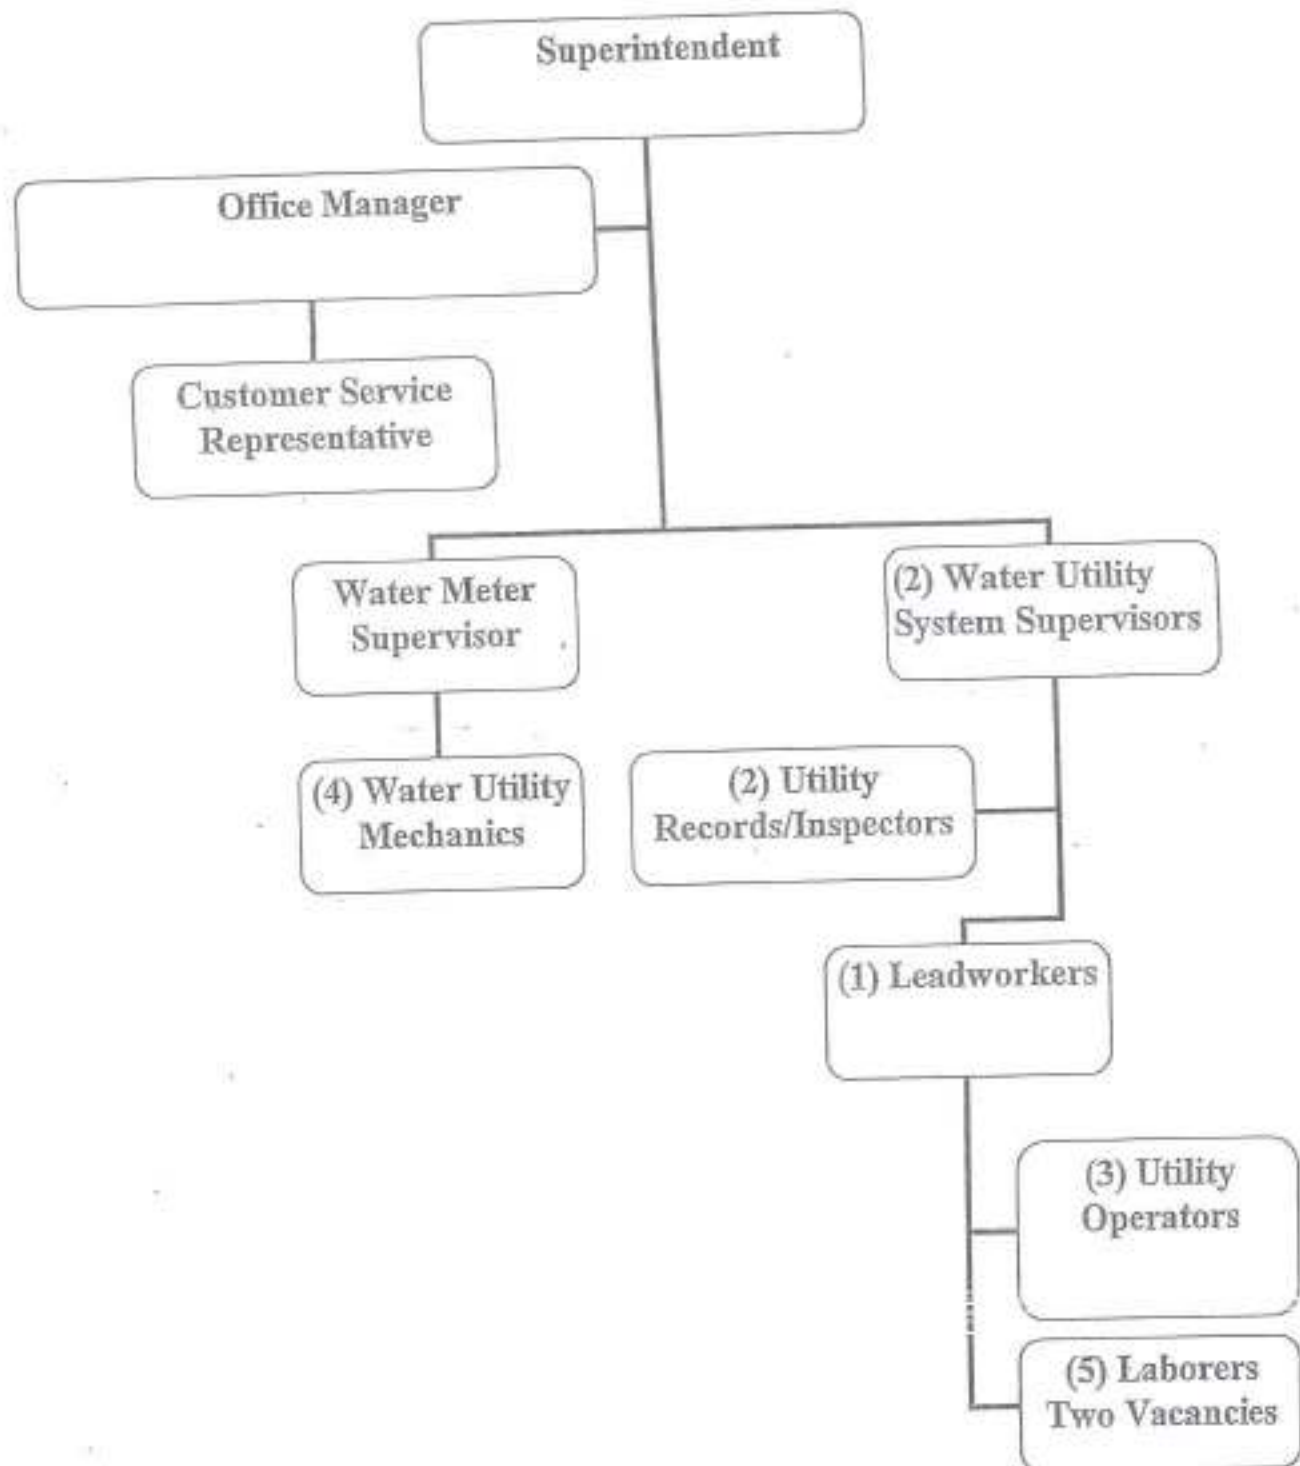 Superintendent
Office Manager
Customer Service
Representative
Water Meter
Supervisor
(2) Water Utility
System Supervisors
(4) Water Utility
Mechanics
(2) Utility
Records/Inspectors
(1) Leadworkers
(3) Utility
Operators
(5) Laborers
Two Vacancies